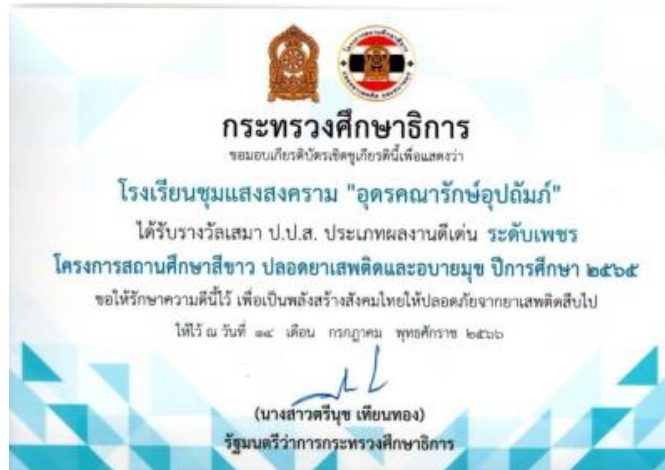 กระทรวงศึกษาธิการ
ขอมอบเกียรติบัตรเชิดชูเกียรตินี้เพื่อแสดงว่า
โรงเรียนชุมแสงสงคราม "อุดรคณารักษ์อุปถัมภ์"
ได้รับรางวัลเสมา ป.ป.ส. ประเภทผลงานดีเด่น ระดับเพชร
โครงการสถานศึกษาสีขาว ปลอดยาเสพติดและอบายมุข ปีการศึกษา ๒๕๖๕
ขอให้รักษาความดีนี้ไว้ เพื่อเป็นพลังสร้างสังคมไทยให้ปลอดภัยจากยาเสพติดสืบไป
ให้ไว้ ณ วันที่ ๑๔ เดือน กรกฎาคม พุทธศักราช ๒๕๖๖
(นางสาวตรีนุช เทียนทอง)
รัฐมนตรีว่าการกระทรวงศึกษาธิการ